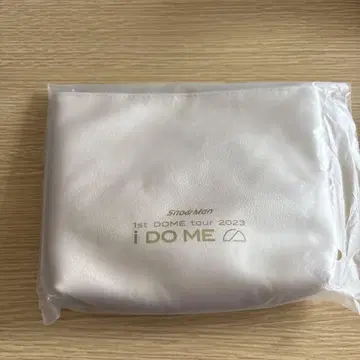 Snow Man
1st DOME tour 2023
i DO ME